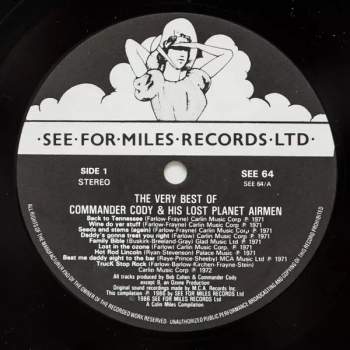 ·SEE·FOR·MILES·RECORDS·LTD·
SIDE 1
STEREO
SEE 64
SEE 64/A
THE VERY BEST OF
COMMANDER CODY & HIS LOST PLANET AIRMEN
Back to Tennessee (Farlow-Frayne) Carlin Music Corp ℗ 1971
Wine do yer stuff (Farlow-Frayne) Carlin Music Corp ℗ 1971
Seeds and stems (again) (Farlow-Frayne) Carlin Music Corp ℗ 1971
Daddy's gonna treat you right (Farlow) Carlin Music Corp ℗ 1971
Family Bible (Buskirk-Breeland-Gray) Glad Music Ltd ℗ 1971
Lost in the ozone (Farlow) Carlin Music Corp ℗ 1971
Hot Rod Lincoln (Ryan Stevenson) Palace Music ℗ 1971
Beat me daddy eight to the bar (Raye-Prince Sheeby) MCA Music Ltd ℗ 1971
Truck Stop Rock (Farlow-Barlow-Kirchen-Frayne-Stein)
Carlin Music Corp ℗ 1972
All tracks produced by Bob Cohen & Commander Cody
except 9, an Ozone Production
Original sound recordings made by M.C.A. Records Inc.
This compilation ℗ 1986 by SEE FOR MILES RECORDS Ltd
1986 SEE FOR MILES RECORDS Ltd
A Colin Miles Compilation
ALL RIGHTS OF THE MANUFACTURER AND/OR THE OWNER OF THE RECORDED WORK RESERVED. UNAUTHORIZED PUBLIC PERFORMANCE BROADCASTING AND COPYING OF THIS RECORD PROHIBITED